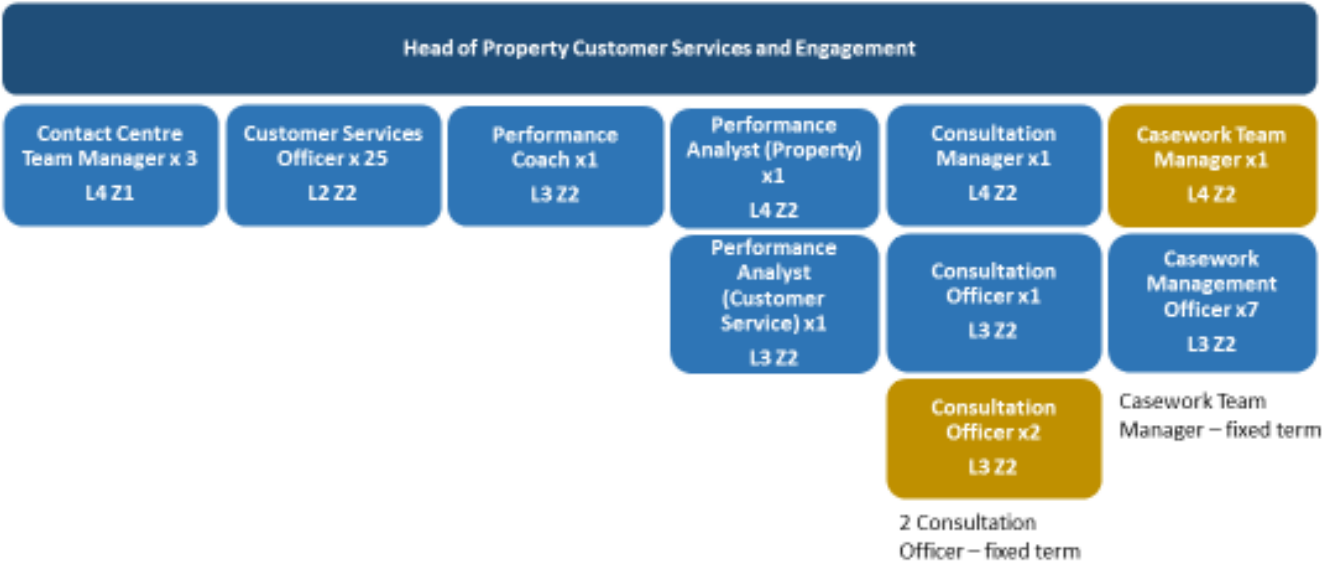 Head of Property Customer Services and Engagement
Contact Centre
Team Manager x 3
L4 Z1
Customer Services
Officer x 25
L2 Z2
Performance
Coach x1
L3 Z2
Performance
Analyst (Property)
x1
L4 Z2
Consultation
Manager x1
L4 Z2
Casework Team
Manager x1
L4 Z2
Performance
Analyst
(Customer
Service) x1
L3 Z2
Consultation
Officer x1
L3 Z2
Casework
Management
Officer x7
L3 Z2
Consultation
Officer x2
L3 Z2
Casework Team
Manager – fixed term
2 Consultation
Officer – fixed term